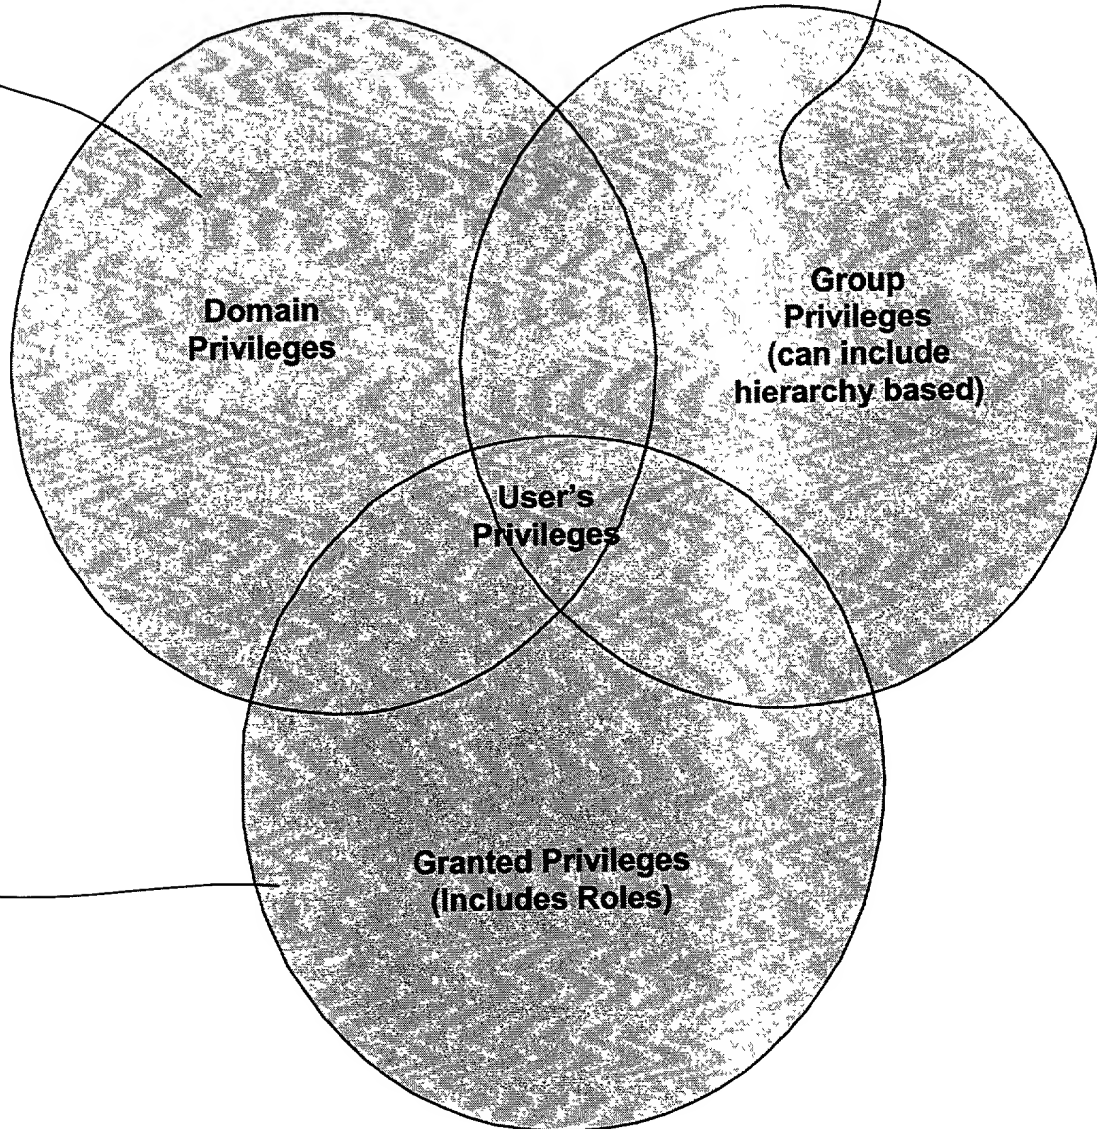 Domain
Privileges
Group
Privileges
(can include
hierarchy based)
User's
Privileges
Granted Privileges
(Includes Roles)